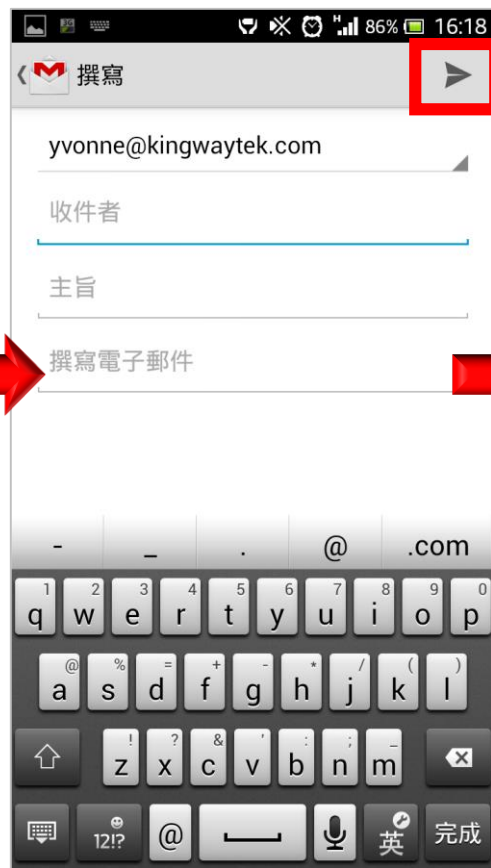 H 86% 16:18
撰寫
yvonne@kingwaytek.com
收件者
主旨
撰寫電子郵件
- _ . @ .com
1 2 3 4 5 6 7 8 9 0
q w e r t y u i o p
@ % = + - * / ( )
a s d f g h j k l
! ? & ' : ; _
z x c v b n m
12!? @ 英 完成